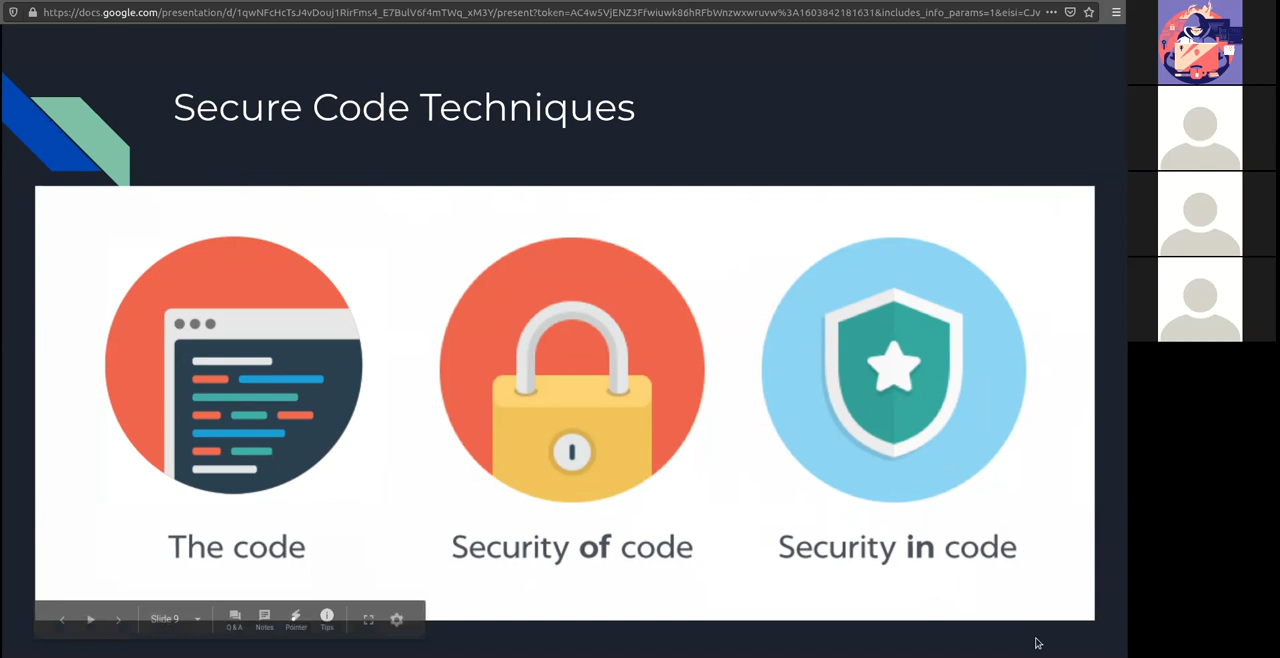 https://docs.google.com/presentation/d/1qwNFcHcTsJ4vDouj1RirFms4_E7BulV6f4mTWq_xM3Y/present?token=AC4w5VjENZ3Ffwiuwk86hRFbWnzwxwruvw%3A1603842181631&includes_info_params=1&eisi=CJv
Secure Code Techniques
The code
Security of code
Security in code
Slide 9
Q & A
Notes
Pointer
Tips